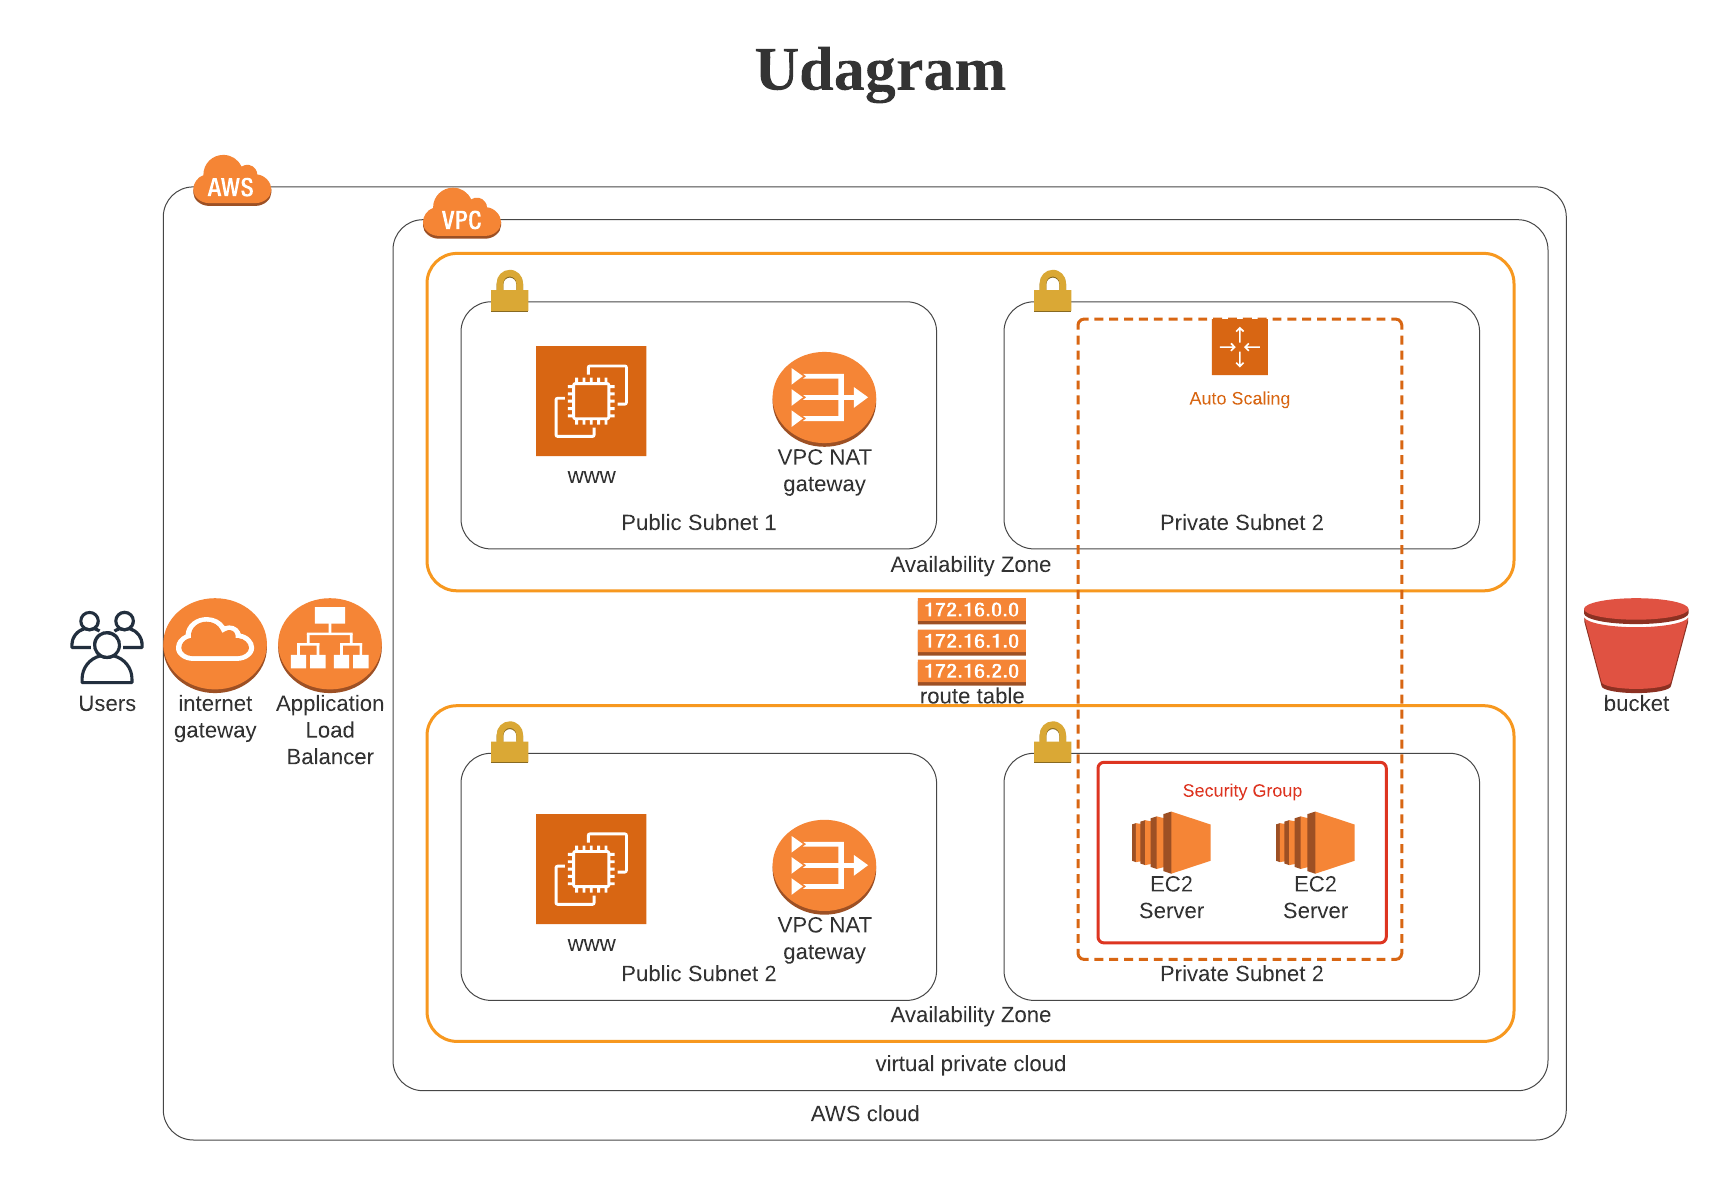 Udagram
AWS
VPC
www
VPC NAT
gateway
Public Subnet 1
Auto Scaling
Private Subnet 2
Availability Zone
172.16.0.0
172.16.1.0
172.16.2.0
route table
Users
internet
gateway
Application
Load
Balancer
bucket
www
VPC NAT
gateway
Public Subnet 2
Security Group
EC2
Server
EC2
Server
Private Subnet 2
Availability Zone
virtual private cloud
AWS cloud